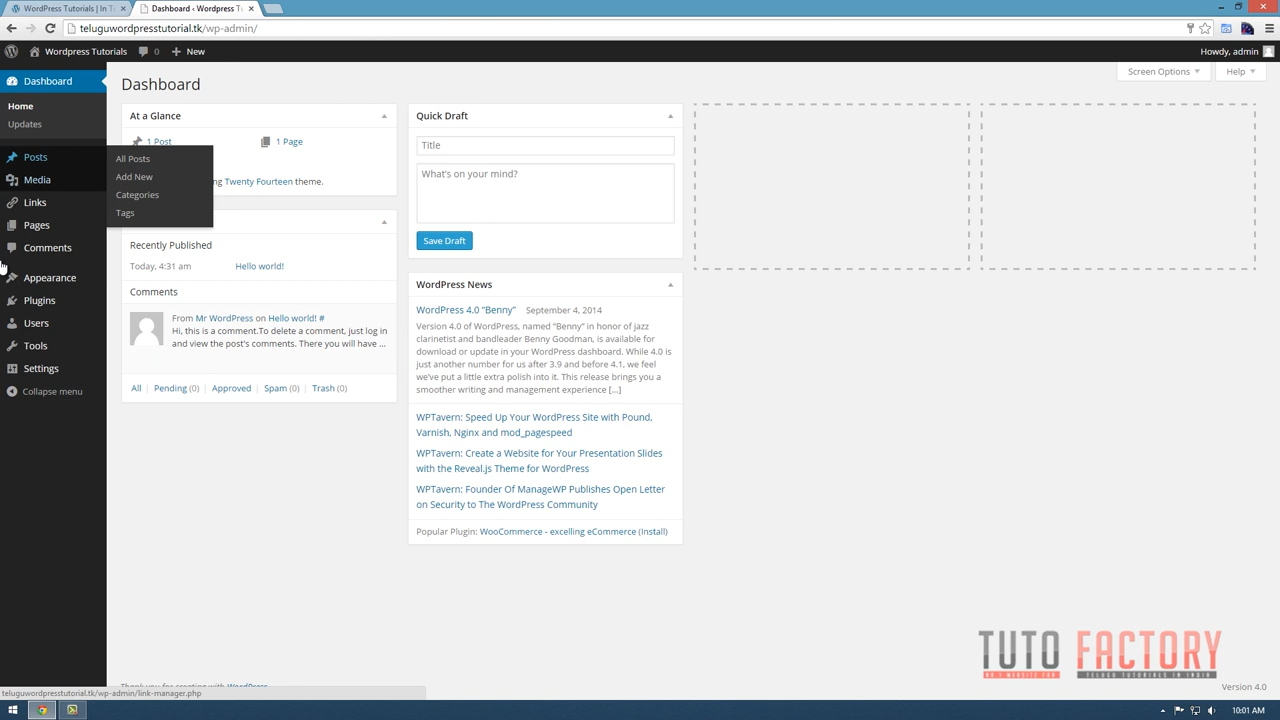 WordPress Tutorials | In T
Dashboard ‹ Wordpress T
teluguwordpresstutorial.tk/wp-admin/
Wordpress Tutorials 0 New
Howdy, admin
Screen Options
Help
Dashboard
Home
Updates
Posts
Media
Links
Pages
Comments
Appearance
Plugins
Users
Tools
Settings
Collapse menu
All Posts
Add New
Categories
Tags
Dashboard
At a Glance
1 Post
1 Page
Twenty Fourteen theme.
Recently Published
Today, 4:31 am Hello world!
Comments
From Mr WordPress on Hello world! #
Hi, this is a comment.To delete a comment, just log in
and view the post's comments. There you will have ...
All | Pending (0) | Approved | Spam (0) | Trash (0)
Quick Draft
Title
What's on your mind?
Save Draft
WordPress News
WordPress 4.0 “Benny” September 4, 2014
Version 4.0 of WordPress, named “Benny” in honor of jazz
clarinetist and bandleader Benny Goodman, is available for
download or update in your WordPress dashboard. While 4.0 is
just another number for us after 3.9 and before 4.1, we feel
we’ve put a little extra polish into it. This release brings you a
smoother writing and management experience […]
WPTavern: Speed Up Your WordPress Site with Pound,
Varnish, Nginx and mod_pagespeed
WPTavern: Create a Website for Your Presentation Slides
with the Reveal.js Theme for WordPress
WPTavern: Founder Of ManageWP Publishes Open Letter
on Security to The WordPress Community
Popular Plugin: WooCommerce - excelling eCommerce (Install)
TUTO FACTORY
NO.1 WEBSITE FOR TELUGU TUTORIALS IN INDIA
Thank you for creating with WordPress.
Version 4.0
teluguwordpresstutorial.tk/wp-admin/link-manager.php
10:01 AM